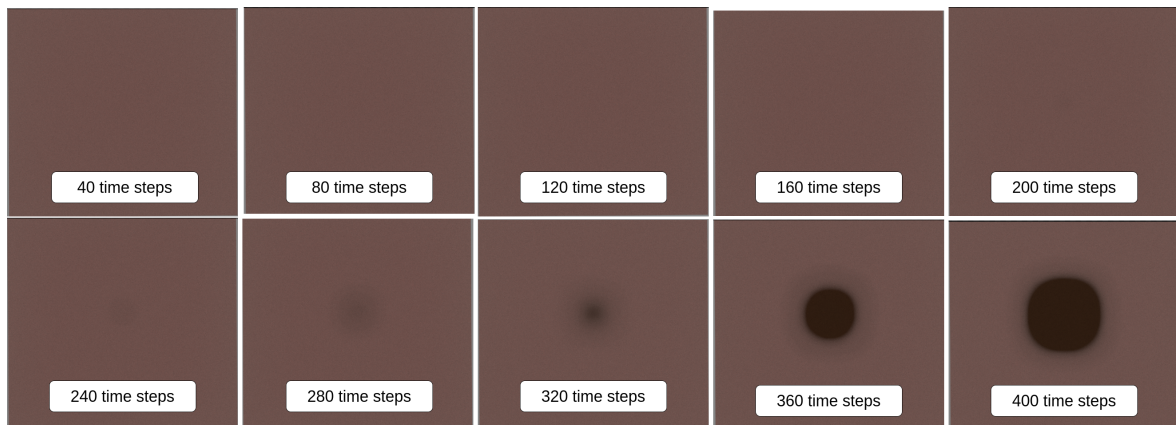 40 time steps
80 time steps
120 time steps
160 time steps
200 time steps
240 time steps
280 time steps
320 time steps
360 time steps
400 time steps